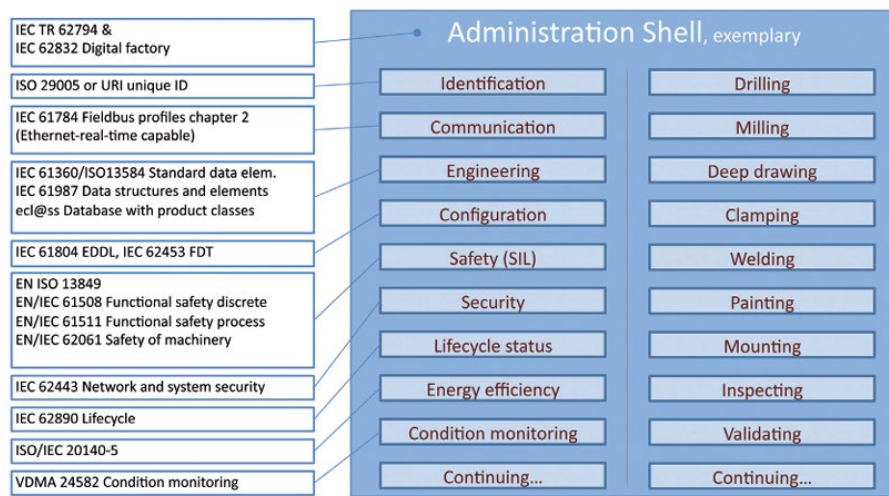 IEC TR 62794 &
IEC 62832 Digital factory
ISO 29005 or URI unique ID
IEC 61784 Fieldbus profiles chapter 2
(Ethernet-real-time capable)
IEC 61360/ISO13584 Standard data elem.
IEC 61987 Data structures and elements
ecl@ss Database with product classes
IEC 61804 EDDL, IEC 62453 FDT
EN ISO 13849
EN/IEC 61508 Functional safety discrete
EN/IEC 61511 Functional safety process
EN/IEC 62061 Safety of machinery
IEC 62443 Network and system security
IEC 62890 Lifecycle
ISO/IEC 20140-5
VDMA 24582 Condition monitoring
Administration Shell, exemplary
Identification
Communication
Engineering
Configuration
Safety (SIL)
Security
Lifecycle status
Energy efficiency
Condition monitoring
Continuing...
Drilling
Milling
Deep drawing
Clamping
Welding
Painting
Mounting
Inspecting
Validating
Continuing...